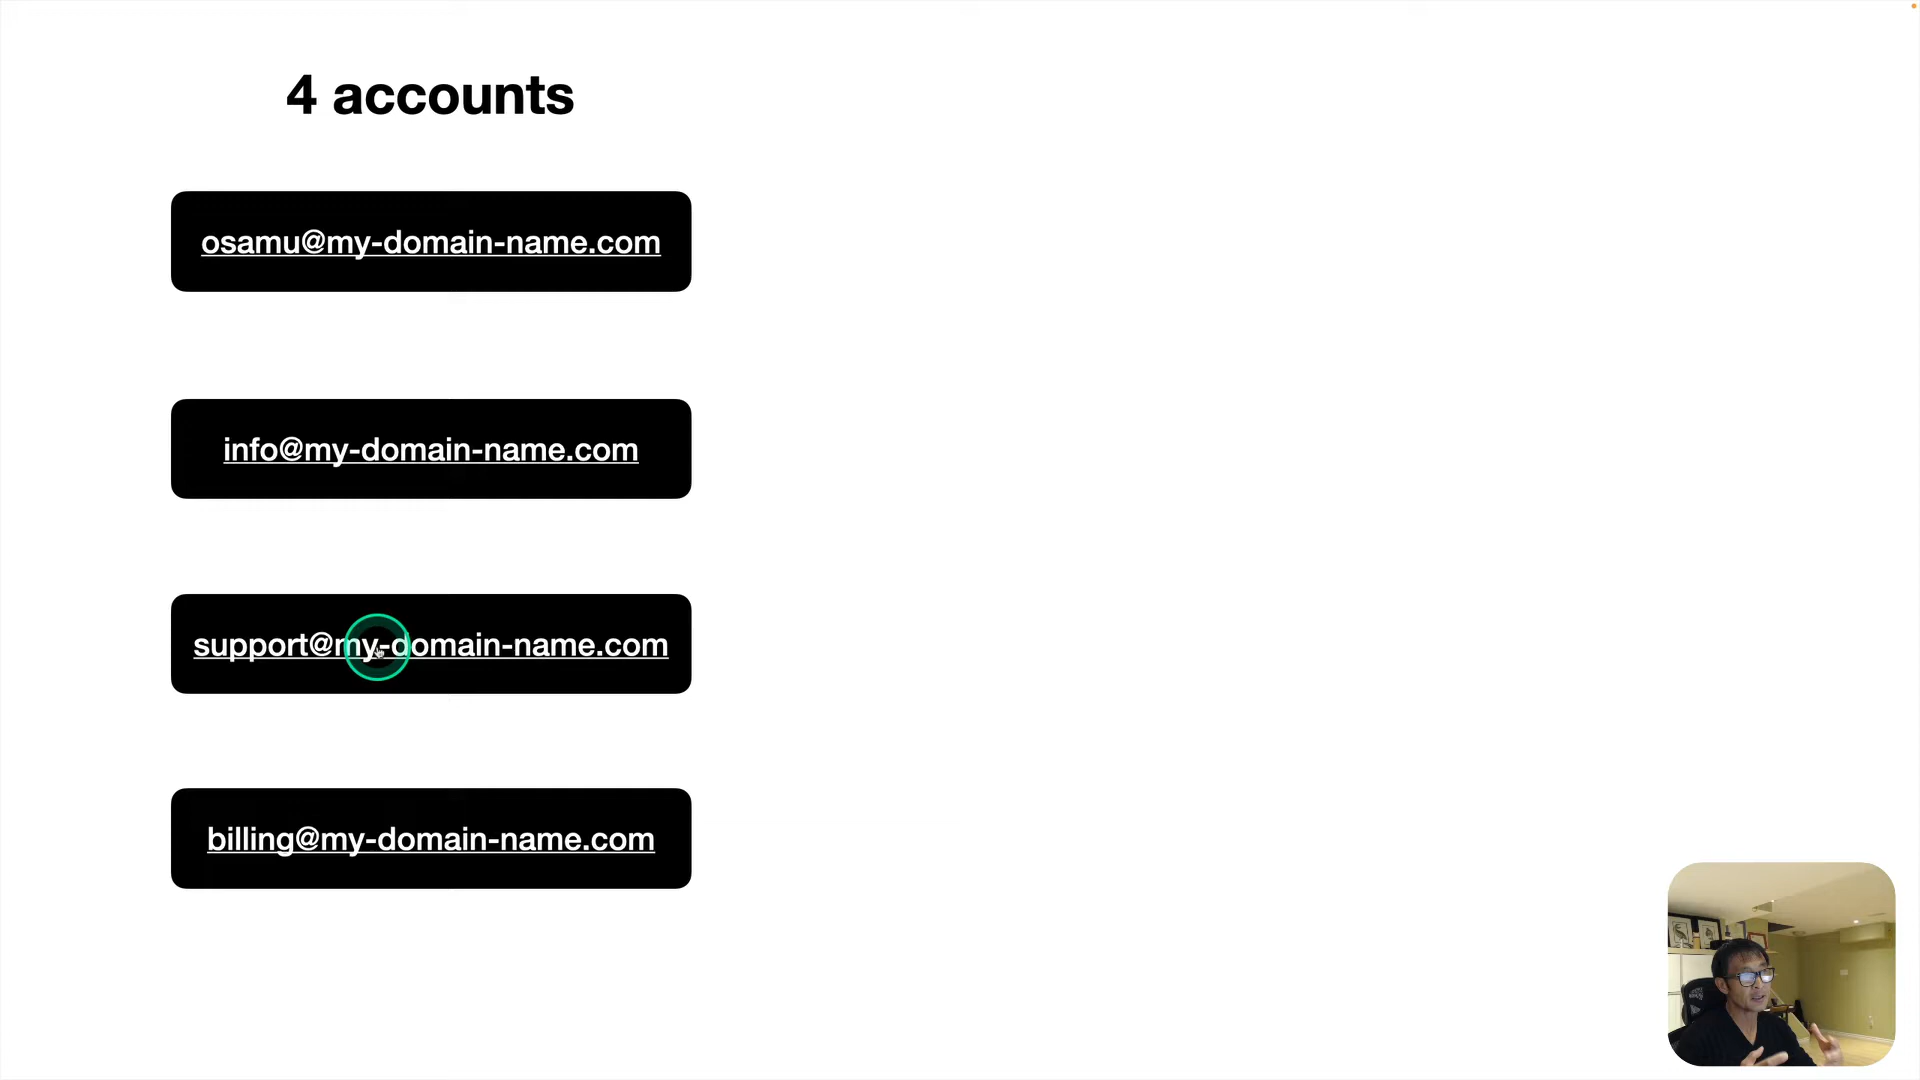 4 accounts
osamu@my-domain-name.com
info@my-domain-name.com
support@my-domain-name.com
billing@my-domain-name.com